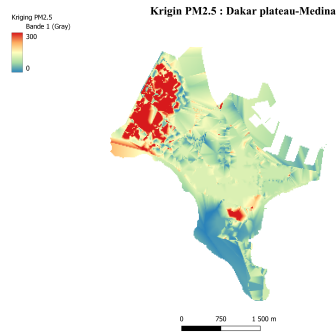 Krigin PM2.5 : Dakar plateau-Medina
Kriging PM2.5
Bande 1 (Gray)
300
0
0 750 1 500 m